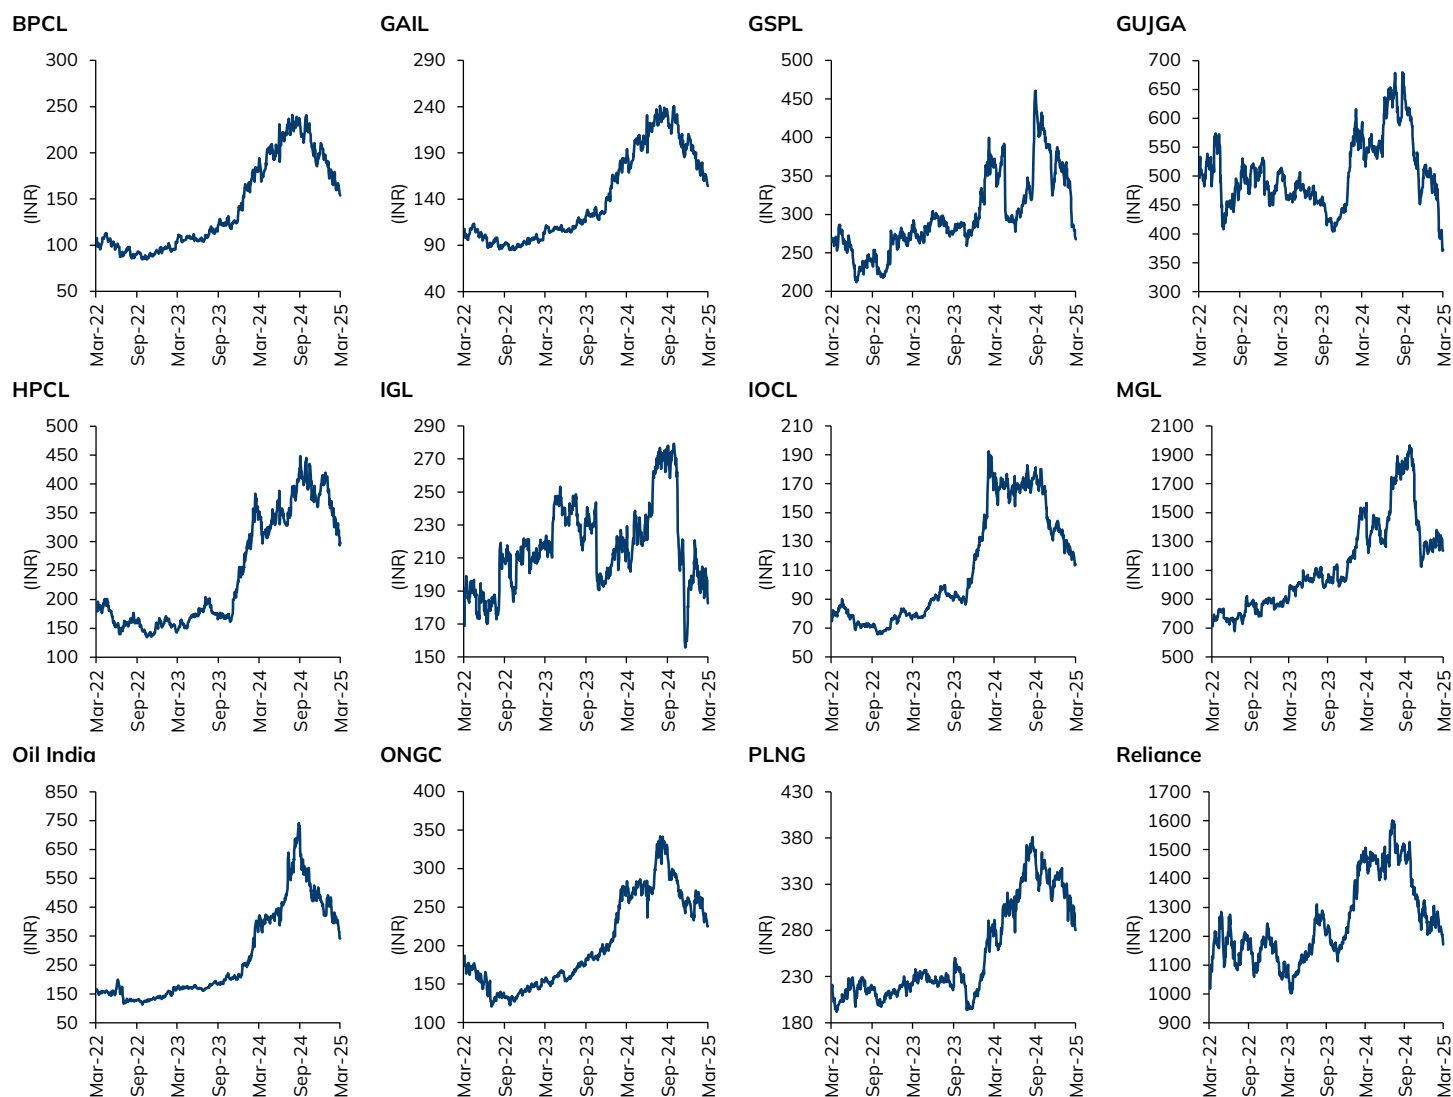 BPCL
GAIL
GSPL
GUJGA
300
250
200
150
100
50
(INR)
Mar-22
Sep-22
Mar-23
Sep-23
Mar-24
Sep-24
Mar-25
290
240
190
140
90
40
(INR)
Mar-22
Sep-22
Mar-23
Sep-23
Mar-24
Sep-24
Mar-25
500
450
400
350
300
250
200
(INR)
Mar-22
Sep-22
Mar-23
Sep-23
Mar-24
Sep-24
Mar-25
700
650
600
550
500
450
400
350
300
(INR)
Mar-22
Sep-22
Mar-23
Sep-23
Mar-24
Sep-24
Mar-25
HPCL
IGL
IOCL
MGL
500
450
400
350
300
250
200
150
100
(INR)
Mar-22
Sep-22
Mar-23
Sep-23
Mar-24
Sep-24
Mar-25
290
270
250
230
210
190
170
150
(INR)
Mar-22
Sep-22
Mar-23
Sep-23
Mar-24
Sep-24
Mar-25
210
190
170
150
130
110
90
70
50
(INR)
Mar-22
Sep-22
Mar-23
Sep-23
Mar-24
Sep-24
Mar-25
2100
1900
1700
1500
1300
1100
900
700
500
(INR)
Mar-22
Sep-22
Mar-23
Sep-23
Mar-24
Sep-24
Mar-25
Oil India
ONGC
PLNG
Reliance
850
750
650
550
450
350
250
150
50
(INR)
Mar-22
Sep-22
Mar-23
Sep-23
Mar-24
Sep-24
Mar-25
400
350
300
250
200
150
100
(INR)
Mar-22
Sep-22
Mar-23
Sep-23
Mar-24
Sep-24
Mar-25
430
380
330
280
230
180
(INR)
Mar-22
Sep-22
Mar-23
Sep-23
Mar-24
Sep-24
Mar-25
1700
1600
1500
1400
1300
1200
1100
1000
900
(INR)
Mar-22
Sep-22
Mar-23
Sep-23
Mar-24
Sep-24
Mar-25